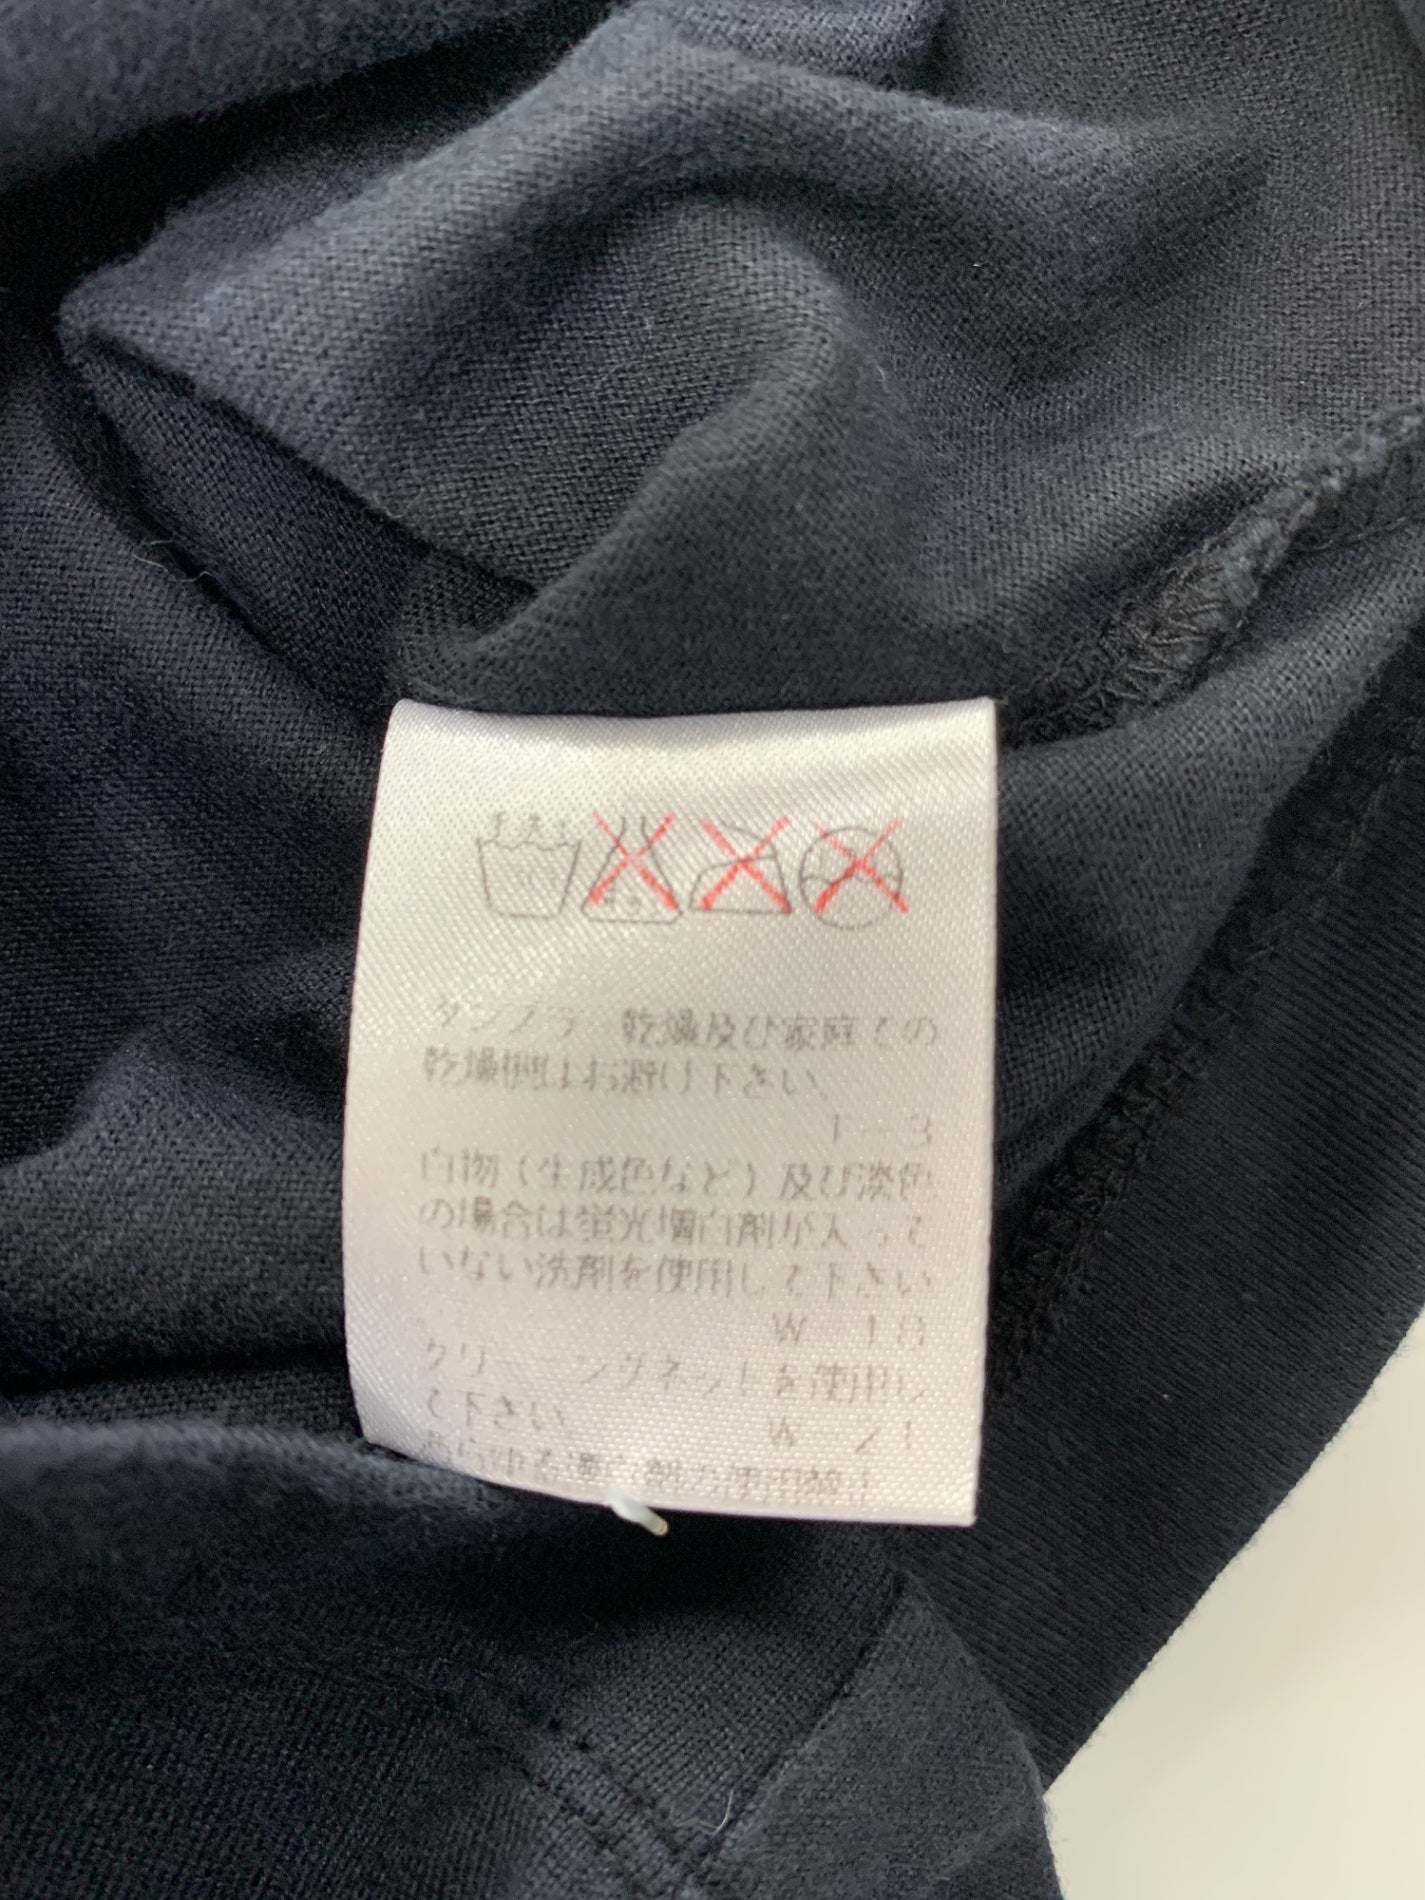 手洗イ
タンブラー乾燥及び家庭での
乾燥機はお避け下さい
T-3
白物(生成色など)及び淡色
の場合は蛍光増白剤が入って
いない洗剤を使用して下さい
W-18
クリーニングネットを使用し
て下さい W-21